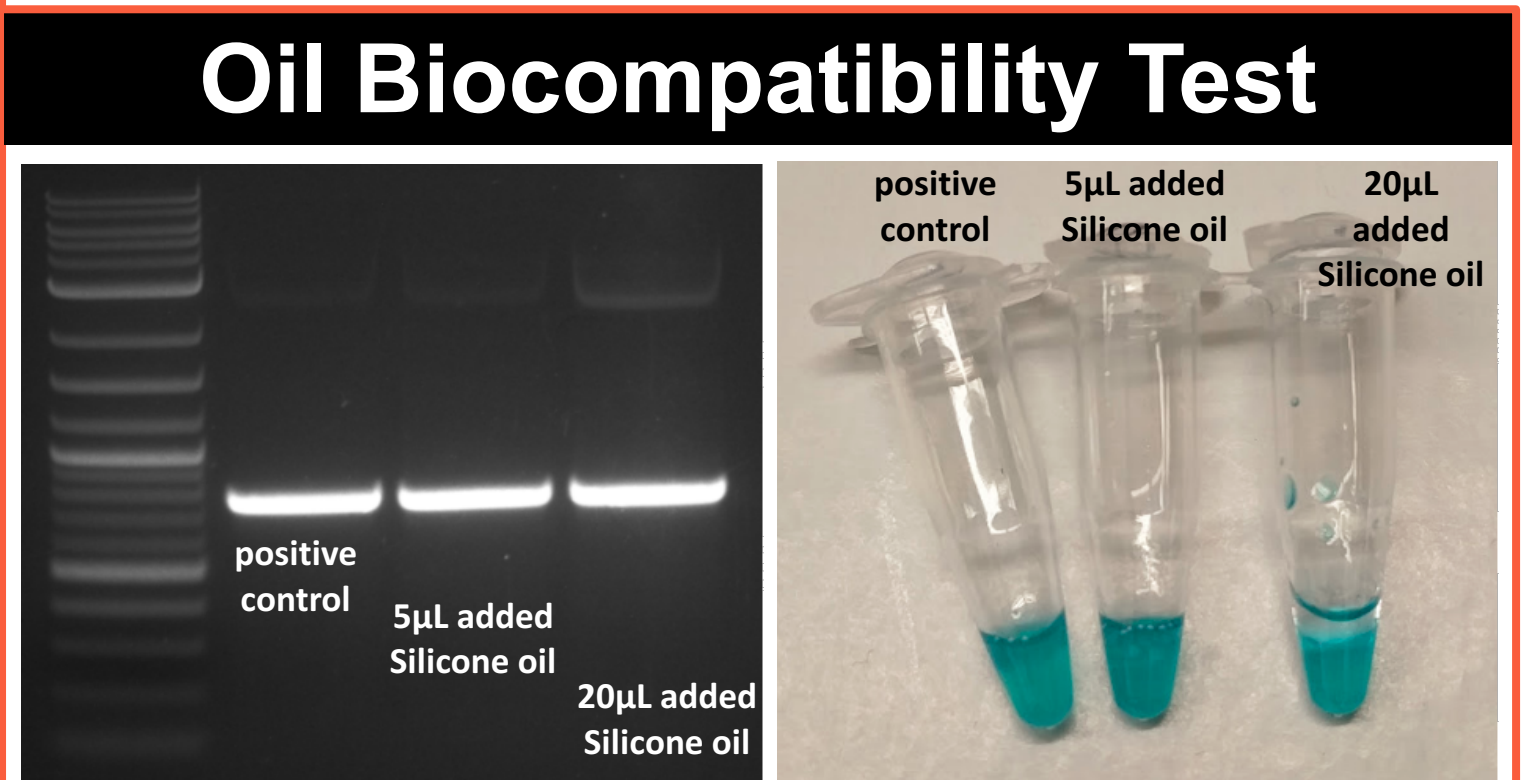 Oil Biocompatibility Test
positive
control
5µL added
Silicone oil
20µL added
Silicone oil
positive
control
5µL added
Silicone oil
20µL
added
Silicone oil